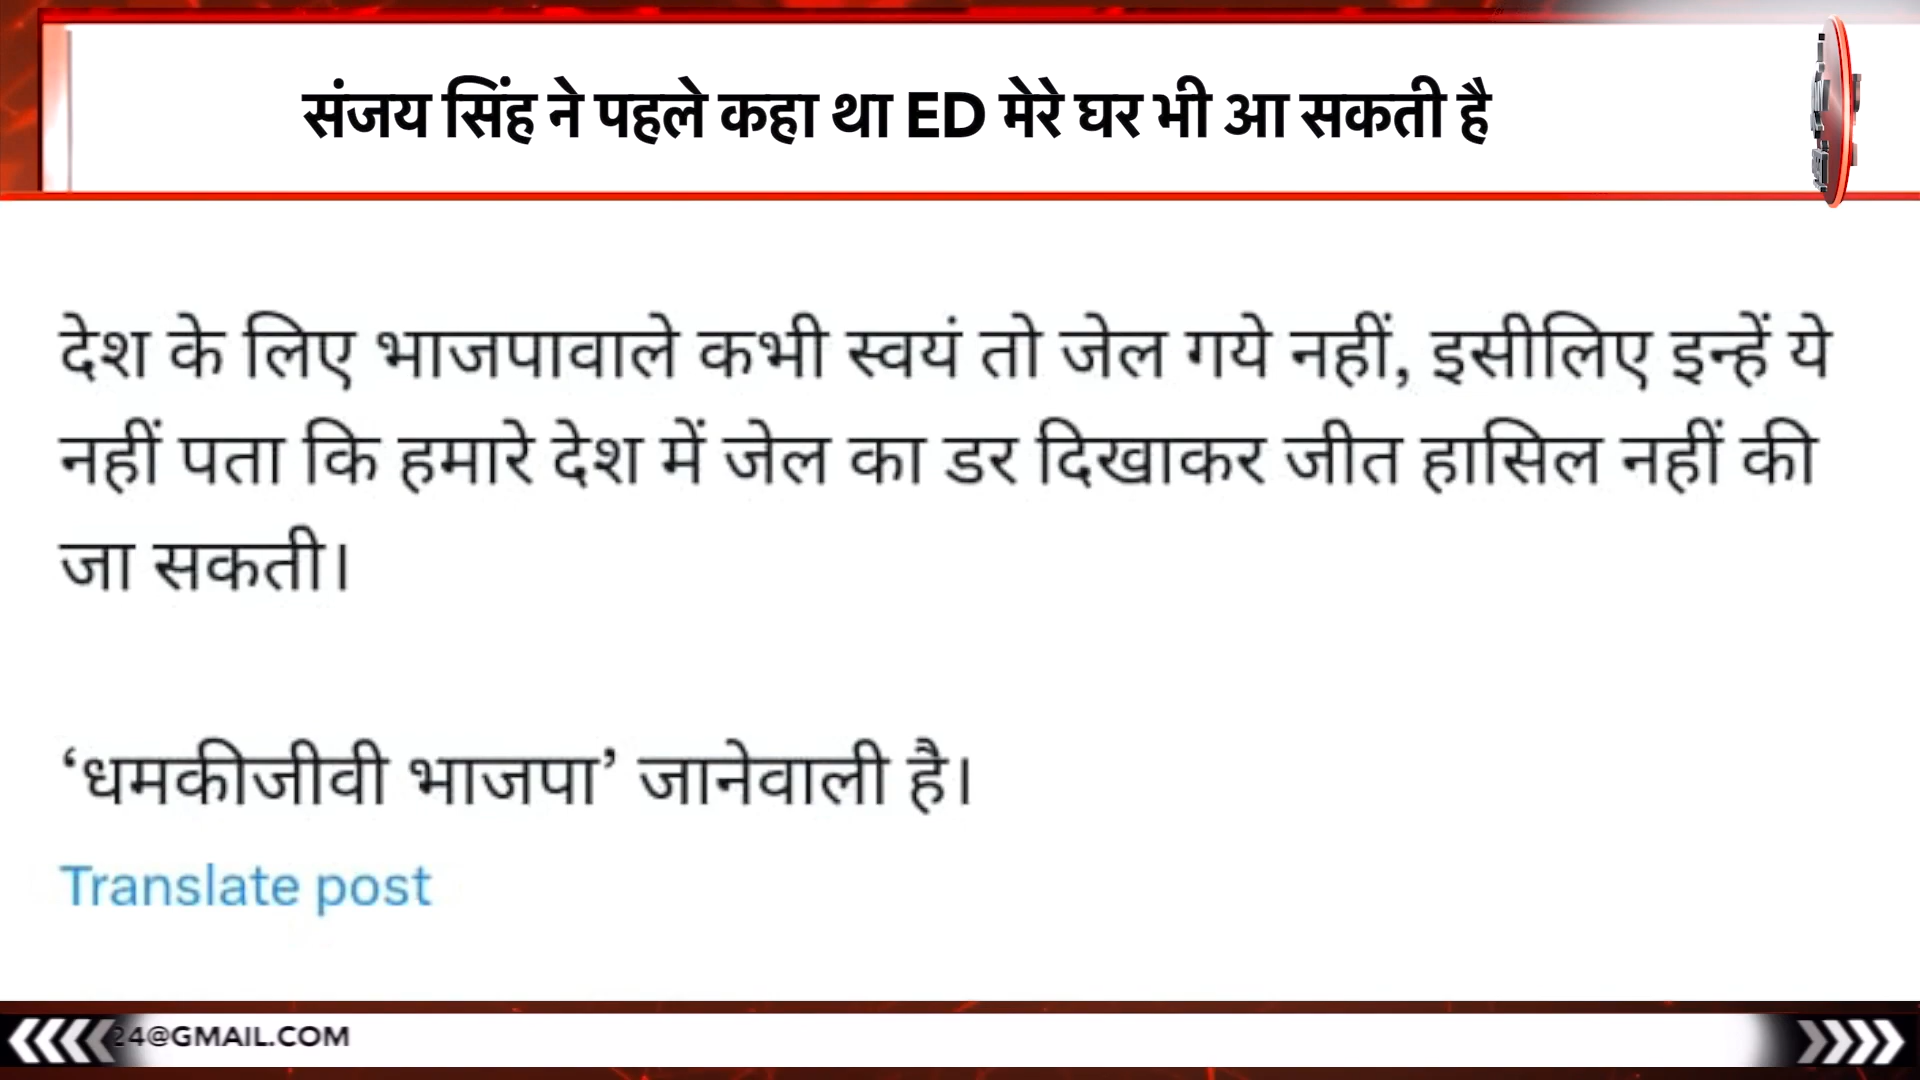 संजय सिंह ने पहले कहा था ED मेरे घर भी आ सकती है
देश के लिए भाजपावाले कभी स्वयं तो जेल गये नहीं, इसीलिए इन्हें ये
नहीं पता कि हमारे देश में जेल का डर दिखाकर जीत हासिल नहीं की
जा सकती।
‘धमकीजीवी भाजपा’ जानेवाली है।
Translate post
24@GMAIL.COM